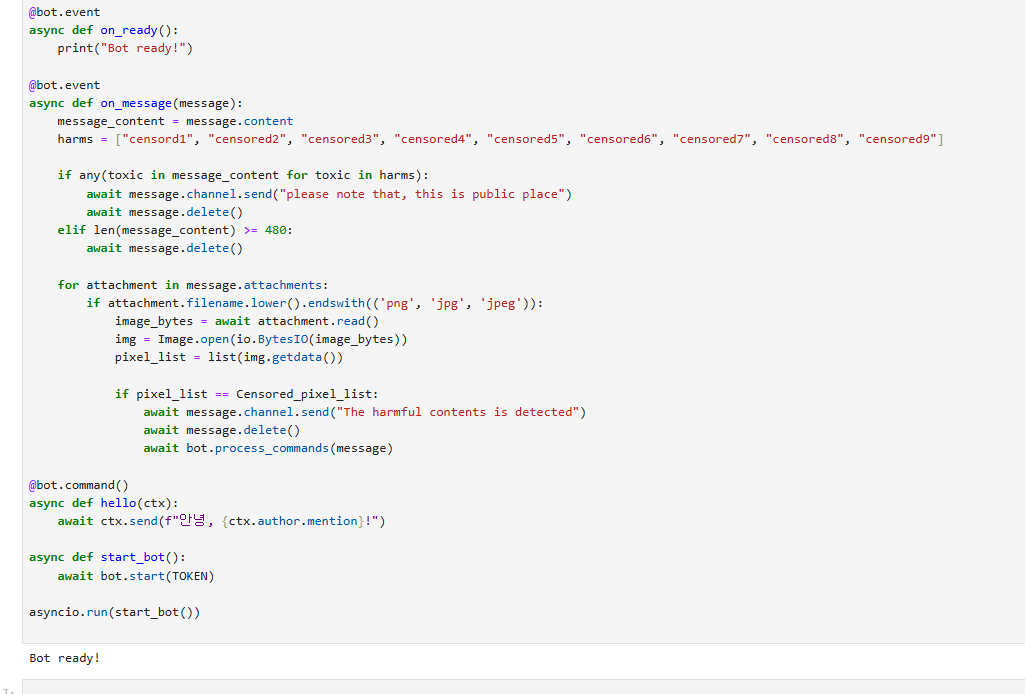 @bot.event
async def on_ready():
    print("Bot ready!")

@bot.event
async def on_message(message):
    message_content = message.content
    harms = ["censord1", "censored2", "censored3", "censored4", "censored5", "censored6", "censored7", "censored8", "censored9"]

    if any(toxic in message_content for toxic in harms):
        await message.channel.send("please note that, this is public place")
        await message.delete()
    elif len(message_content) >= 480:
        await message.delete()

    for attachment in message.attachments:
        if attachment.filename.lower().endswith(('png', 'jpg', 'jpeg')):
            image_bytes = await attachment.read()
            img = Image.open(io.BytesIO(image_bytes))
            pixel_list = list(img.getdata())

            if pixel_list == Censored_pixel_list:
                await message.channel.send("The harmful contents is detected")
                await message.delete()
                await bot.process_commands(message)

@bot.command()
async def hello(ctx):
    await ctx.send(f"안녕, {ctx.author.mention}!")

async def start_bot():
    await bot.start(TOKEN)

asyncio.run(start_bot())

Bot ready!